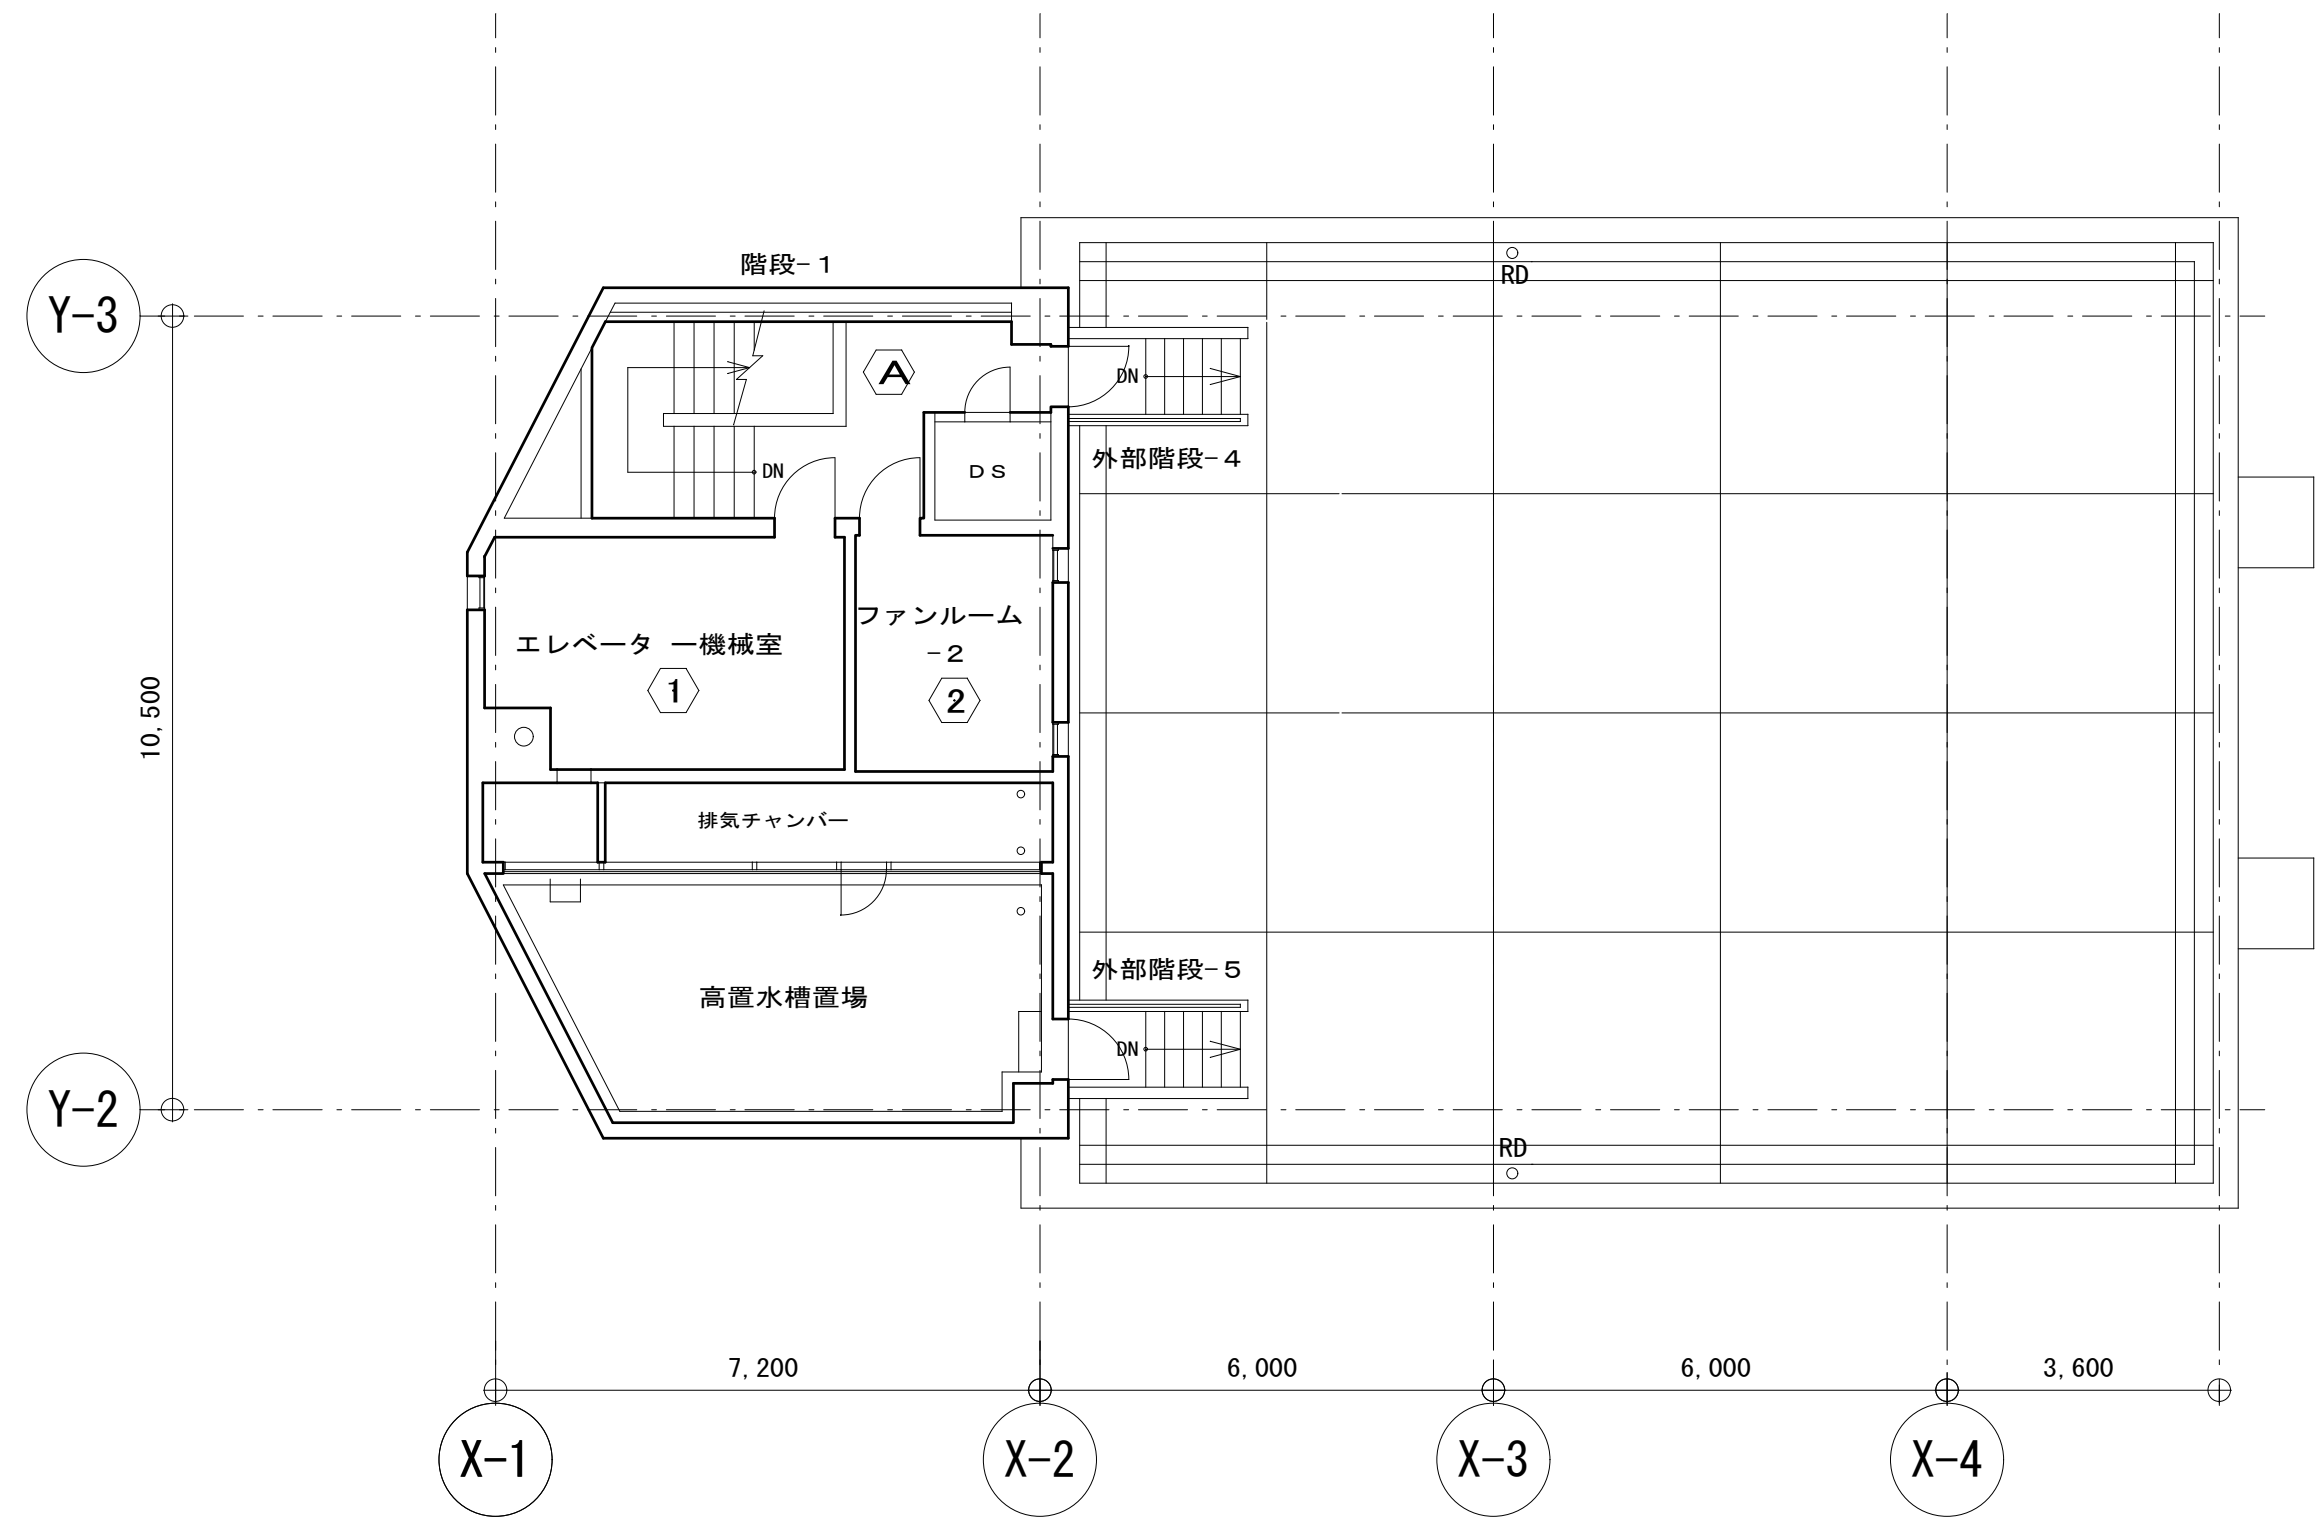 階段-1
RD
Y-3
A
DN
外部階段-4
DN
DS
ファンルーム
-2
エレベータ ー機械室
1
2
10,500
排気チャンバー
外部階段-5
高置水槽置場
DN
Y-2
RD
7,200
6,000
6,000
3,600
X-1
X-2
X-3
X-4